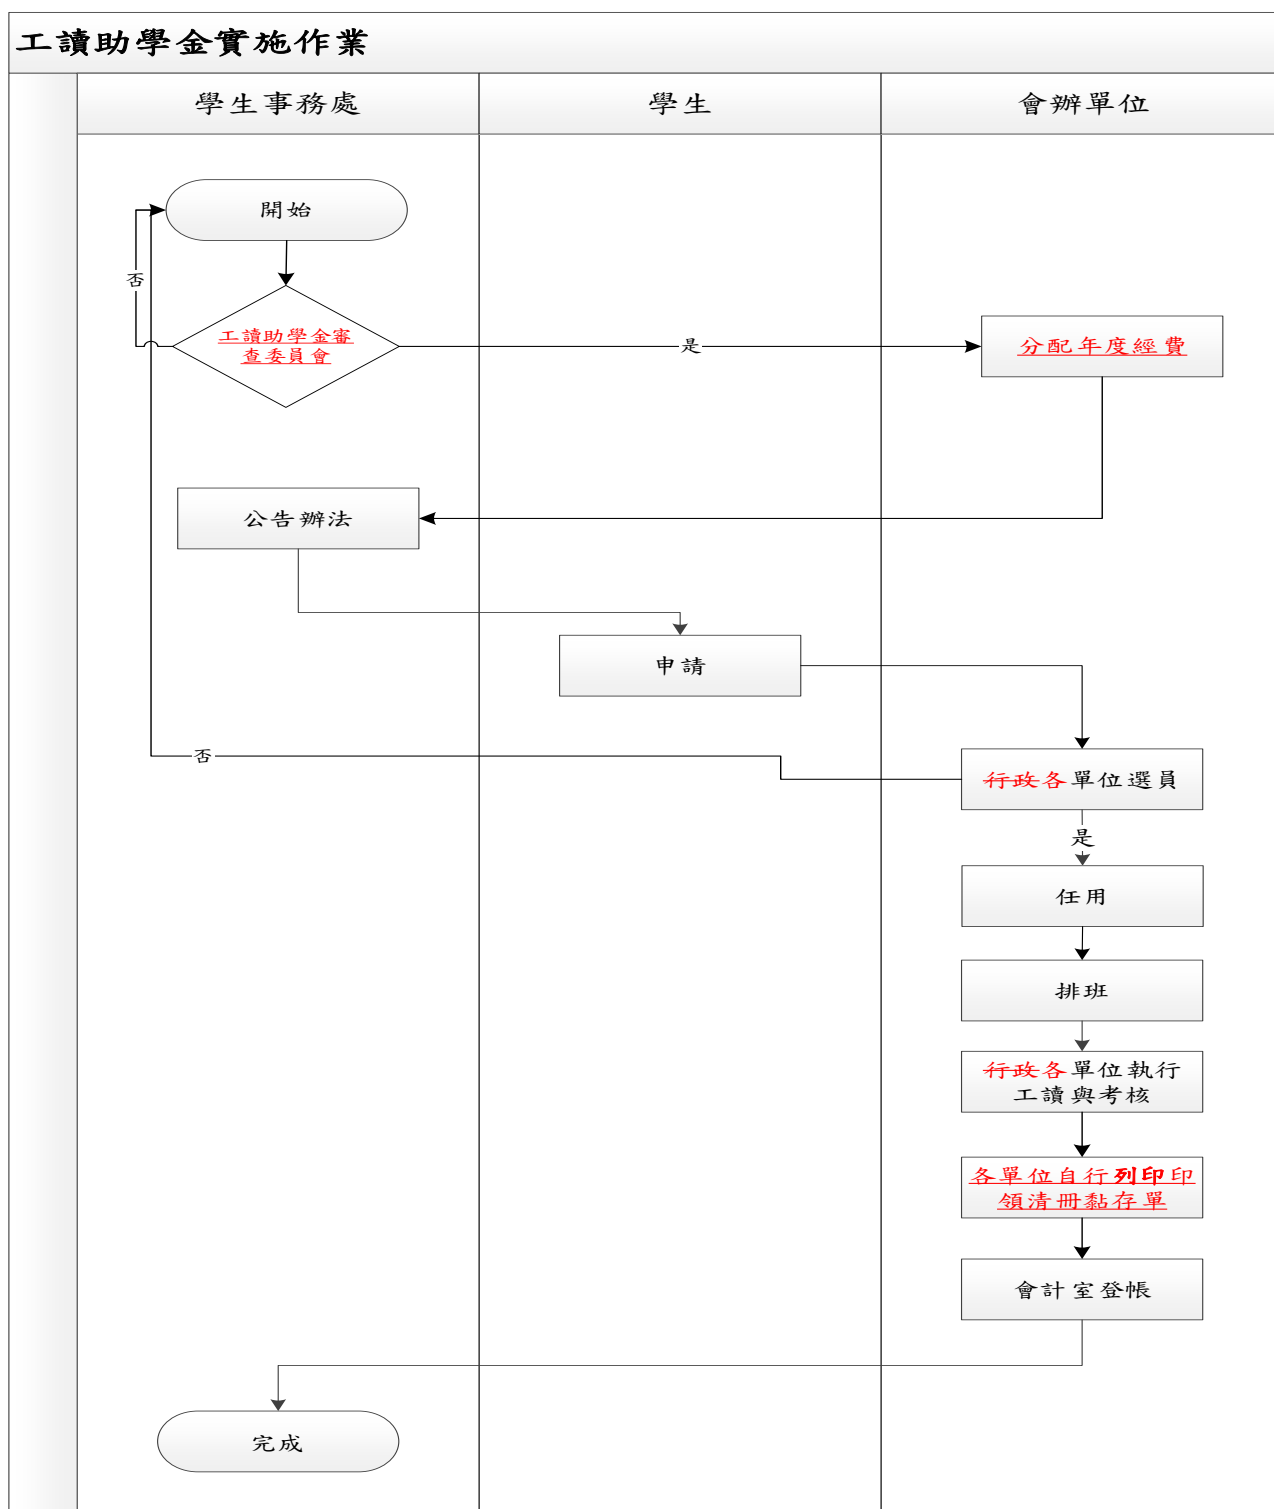 工讀助學金實施作業
學生事務處
學生
會辦單位
開始
否
工讀助學金審
查委員會
是
分配年度經費
公告辦法
申請
否
行政各單位選員
是
任用
排班
行政各單位執行
工讀與考核
各單位自行列印印
領清冊黏存單
會計室登帳
完成